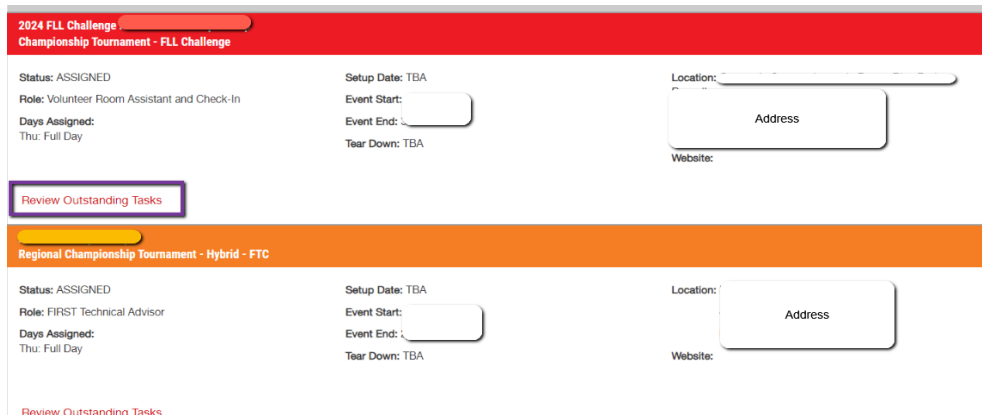 2024 FLL Challenge
Championship Tournament - FLL Challenge
Status: ASSIGNED
Role: Volunteer Room Assistant and Check-In
Days Assigned:
Thu: Full Day
Setup Date: TBA
Event Start:
Event End:
Tear Down: TBA
Location:
Address
Website:
Review Outstanding Tasks
Regional Championship Tournament - Hybrid - FTC
Status: ASSIGNED
Role: FIRST Technical Advisor
Days Assigned:
Thu: Full Day
Setup Date: TBA
Event Start:
Event End:
Tear Down: TBA
Location:
Address
Website:
Review Outstanding Tasks